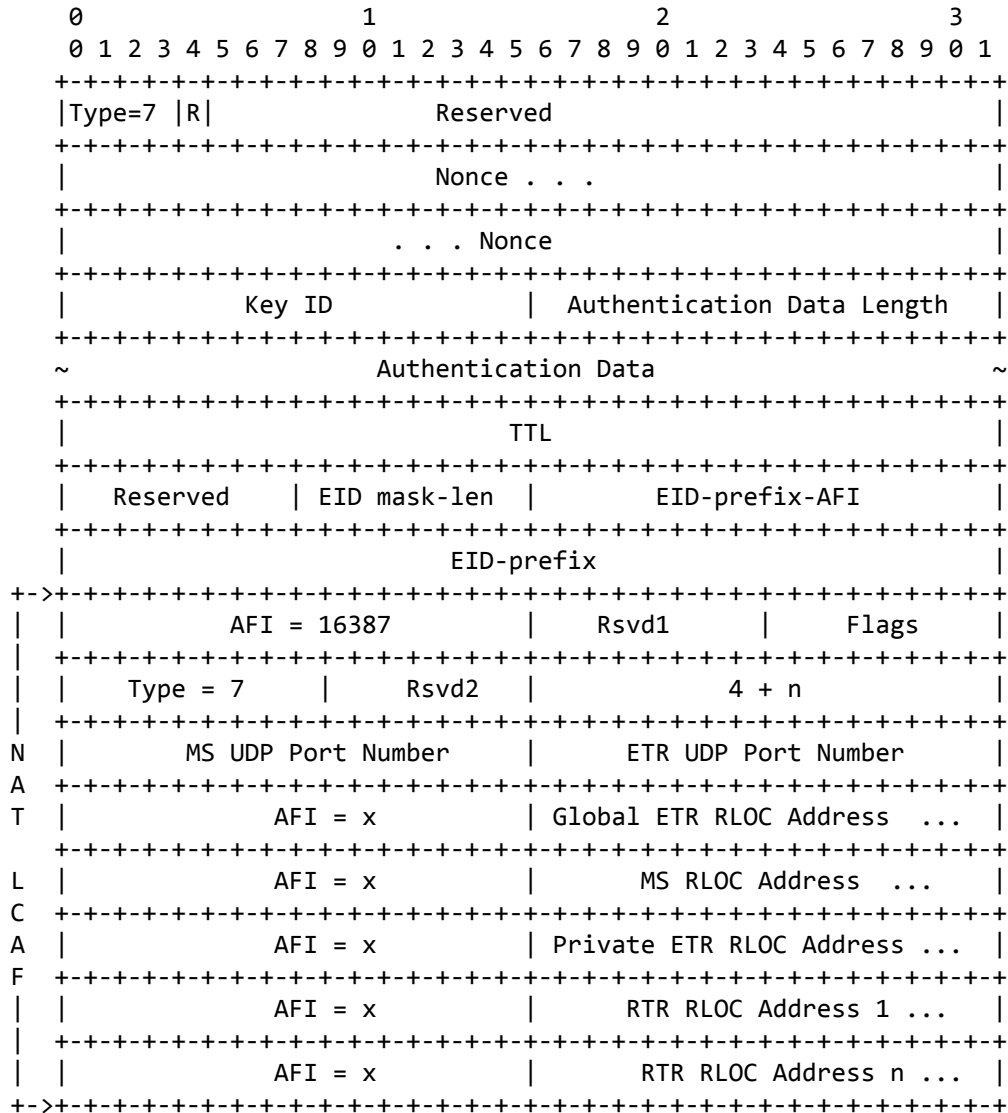 0                   1                   2                   3
 0 1 2 3 4 5 6 7 8 9 0 1 2 3 4 5 6 7 8 9 0 1 2 3 4 5 6 7 8 9 0 1
+-+-+-+-+-+-+-+-+-+-+-+-+-+-+-+-+-+-+-+-+-+-+-+-+-+-+-+-+-+-+-+-+
|Type=7 |R|               Reserved                              |
+-+-+-+-+-+-+-+-+-+-+-+-+-+-+-+-+-+-+-+-+-+-+-+-+-+-+-+-+-+-+-+-+
|                         Nonce . . .                           |
+-+-+-+-+-+-+-+-+-+-+-+-+-+-+-+-+-+-+-+-+-+-+-+-+-+-+-+-+-+-+-+-+
|                      . . . Nonce                              |
+-+-+-+-+-+-+-+-+-+-+-+-+-+-+-+-+-+-+-+-+-+-+-+-+-+-+-+-+-+-+-+-+
|            Key ID             |  Authentication Data Length   |
+-+-+-+-+-+-+-+-+-+-+-+-+-+-+-+-+-+-+-+-+-+-+-+-+-+-+-+-+-+-+-+-+
~                     Authentication Data                       ~
+-+-+-+-+-+-+-+-+-+-+-+-+-+-+-+-+-+-+-+-+-+-+-+-+-+-+-+-+-+-+-+-+
|                              TTL                              |
+-+-+-+-+-+-+-+-+-+-+-+-+-+-+-+-+-+-+-+-+-+-+-+-+-+-+-+-+-+-+-+-+
|   Reserved    | EID mask-len  |        EID-prefix-AFI         |
+-+-+-+-+-+-+-+-+-+-+-+-+-+-+-+-+-+-+-+-+-+-+-+-+-+-+-+-+-+-+-+-+
|                          EID-prefix                           |
+->+-+-+-+-+-+-+-+-+-+-+-+-+-+-+-+-+-+-+-+-+-+-+-+-+-+-+-+-+-+-+-+-+
|  |           AFI = 16387         |    Rsvd1      |     Flags     |
|  +-+-+-+-+-+-+-+-+-+-+-+-+-+-+-+-+-+-+-+-+-+-+-+-+-+-+-+-+-+-+-+-+
|  |    Type = 7     |     Rsvd2   |             4 + n             |
|  +-+-+-+-+-+-+-+-+-+-+-+-+-+-+-+-+-+-+-+-+-+-+-+-+-+-+-+-+-+-+-+-+
N  |        MS UDP Port Number     |      ETR UDP Port Number      |
A  +-+-+-+-+-+-+-+-+-+-+-+-+-+-+-+-+-+-+-+-+-+-+-+-+-+-+-+-+-+-+-+-+
T  |              AFI = x          | Global ETR RLOC Address  ...  |
   +-+-+-+-+-+-+-+-+-+-+-+-+-+-+-+-+-+-+-+-+-+-+-+-+-+-+-+-+-+-+-+-+
L  |              AFI = x          |       MS RLOC Address  ...    |
C  +-+-+-+-+-+-+-+-+-+-+-+-+-+-+-+-+-+-+-+-+-+-+-+-+-+-+-+-+-+-+-+-+
A  |              AFI = x          | Private ETR RLOC Address ...  |
F  +-+-+-+-+-+-+-+-+-+-+-+-+-+-+-+-+-+-+-+-+-+-+-+-+-+-+-+-+-+-+-+-+
|  |              AFI = x          |      RTR RLOC Address 1 ...   |
|  +-+-+-+-+-+-+-+-+-+-+-+-+-+-+-+-+-+-+-+-+-+-+-+-+-+-+-+-+-+-+-+-+
|  |              AFI = x          |       RTR RLOC Address n ...  |
+->+-+-+-+-+-+-+-+-+-+-+-+-+-+-+-+-+-+-+-+-+-+-+-+-+-+-+-+-+-+-+-+-+